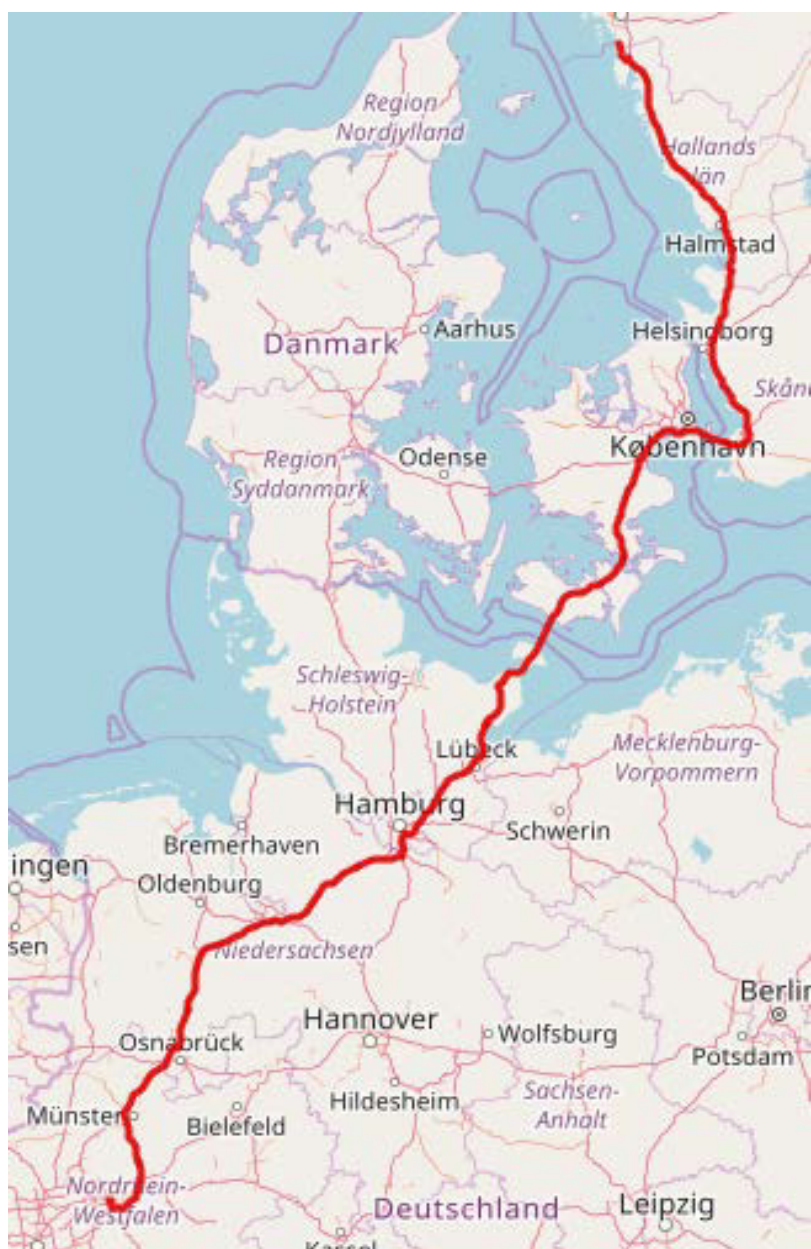 Region
Nordjylland
Hallands
län
Halmstad
Aarhus
Helsingborg
Danmark
Skåne
København
Odense
Region
Syddanmark
Schleswig-
Holstein
Lübeck
Mecklenburg-
Vorpommern
Hamburg
Schwerin
Bremerhaven
ingen
Oldenburg
sen
Niedersachsen
Berlin
Hannover
Wolfsburg
Osnabrück
Potsdam
Hildesheim
Sachsen-
Anhalt
Münster
Bielefeld
Nordrhein-
Westfalen
Deutschland
Leipzig
Kassel